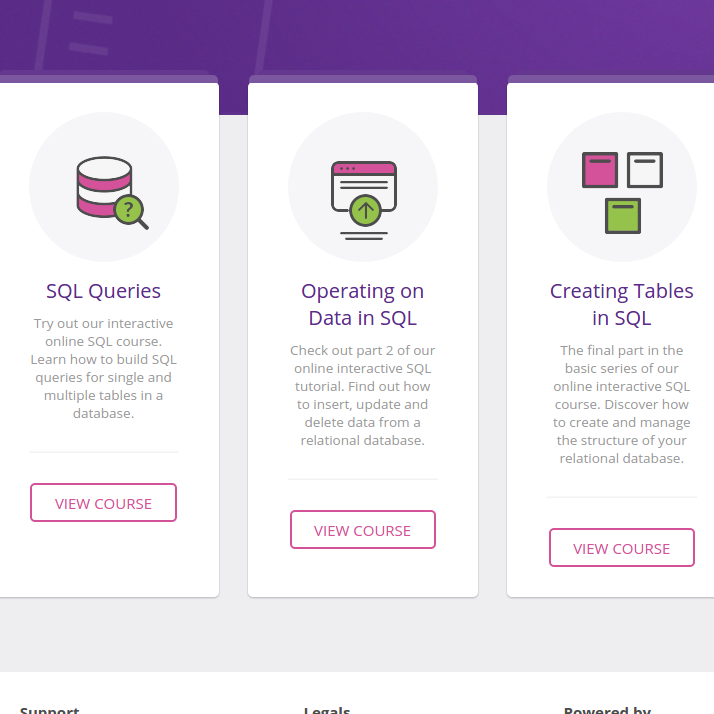 SQL Queries
Try out our interactive
online SQL course.
Learn how to build SQL
queries for single and
multiple tables in a
database.
VIEW COURSE
Operating on
Data in SQL
Check out part 2 of our
online interactive SQL
tutorial. Find out how
to insert, update and
delete data from a
relational database.
VIEW COURSE
Creating Tables
in SQL
The final part in the
basic series of our
online interactive SQL
course. Discover how
to create and manage
the structure of your
relational database.
VIEW COURSE
Support
Legals
Powered by